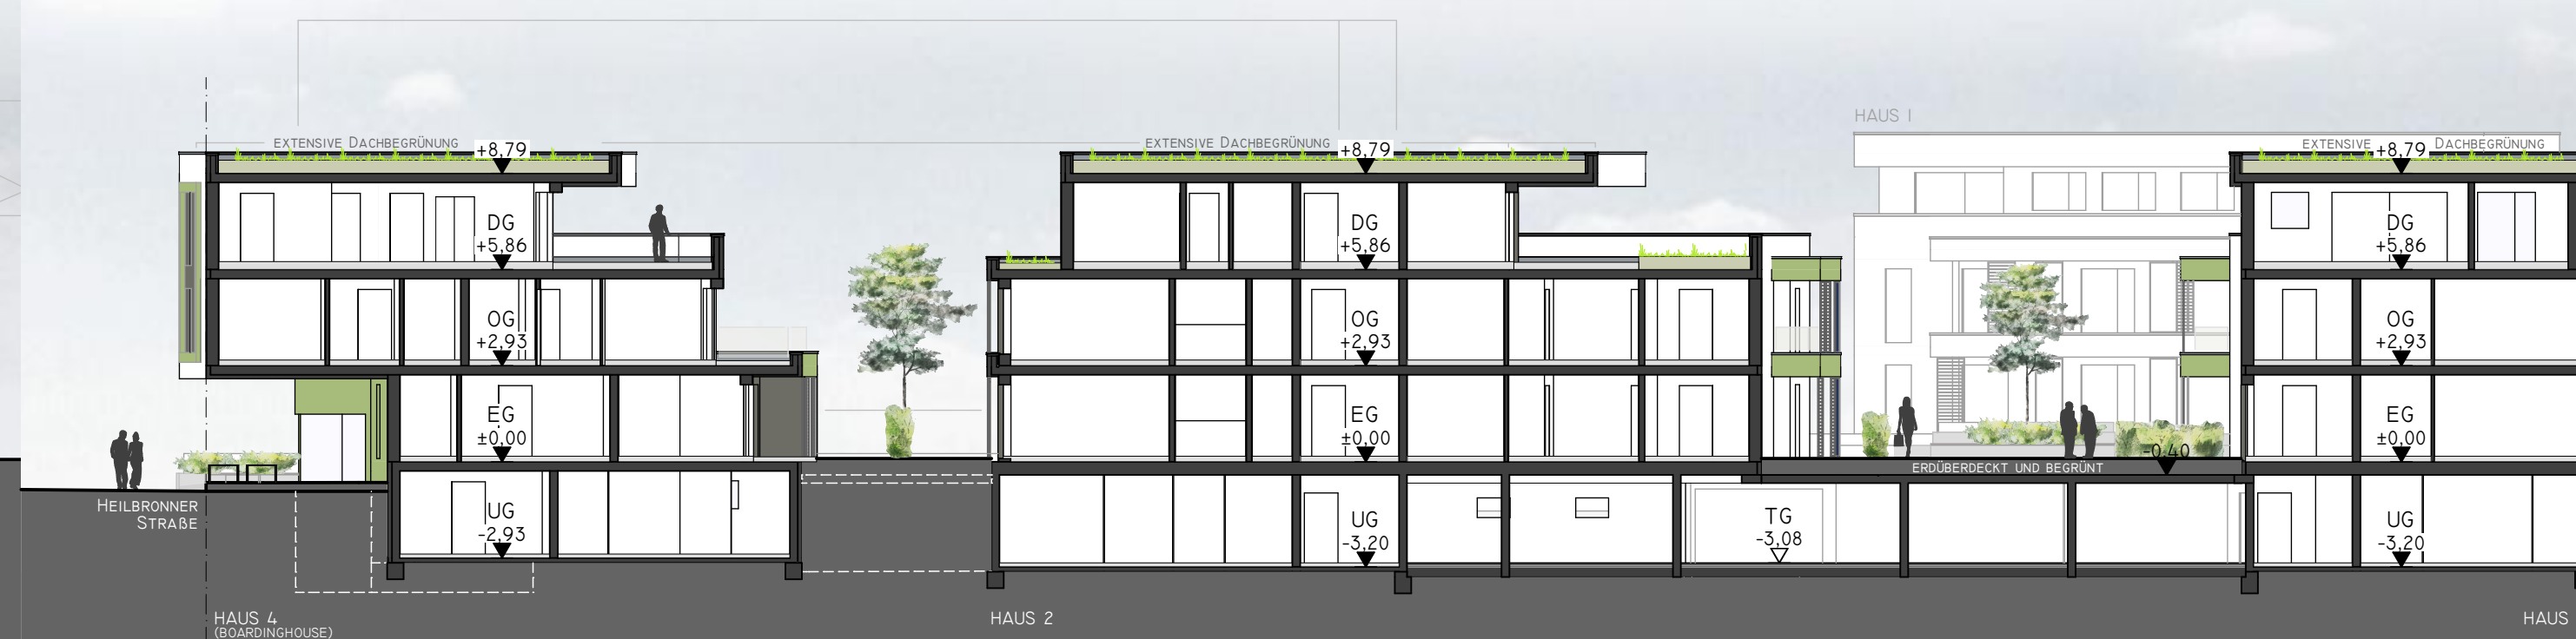 HAUS 1
EXTENSIVE DACHBEGRÜNUNG
+8,79
EXTENSIVE DACHBEGRÜNUNG
+8,79
EXTENSIVE
+8,79
DACHBEGRÜNUNG
DG
+5,86
DG
+5,86
DG
+5,86
OG
+2,93
OG
+2,93
OG
+2,93
EG
±0,00
EG
±0,00
EG
±0,00
-0,40
ERDÜBERDECKT UND BEGRÜNT
HEILBRONNER
STRAßE
UG
-2,93
UG
-3,20
TG
-3,08
UG
-3,20
HAUS 4
(BOARDINGHOUSE)
HAUS 2
HAUS